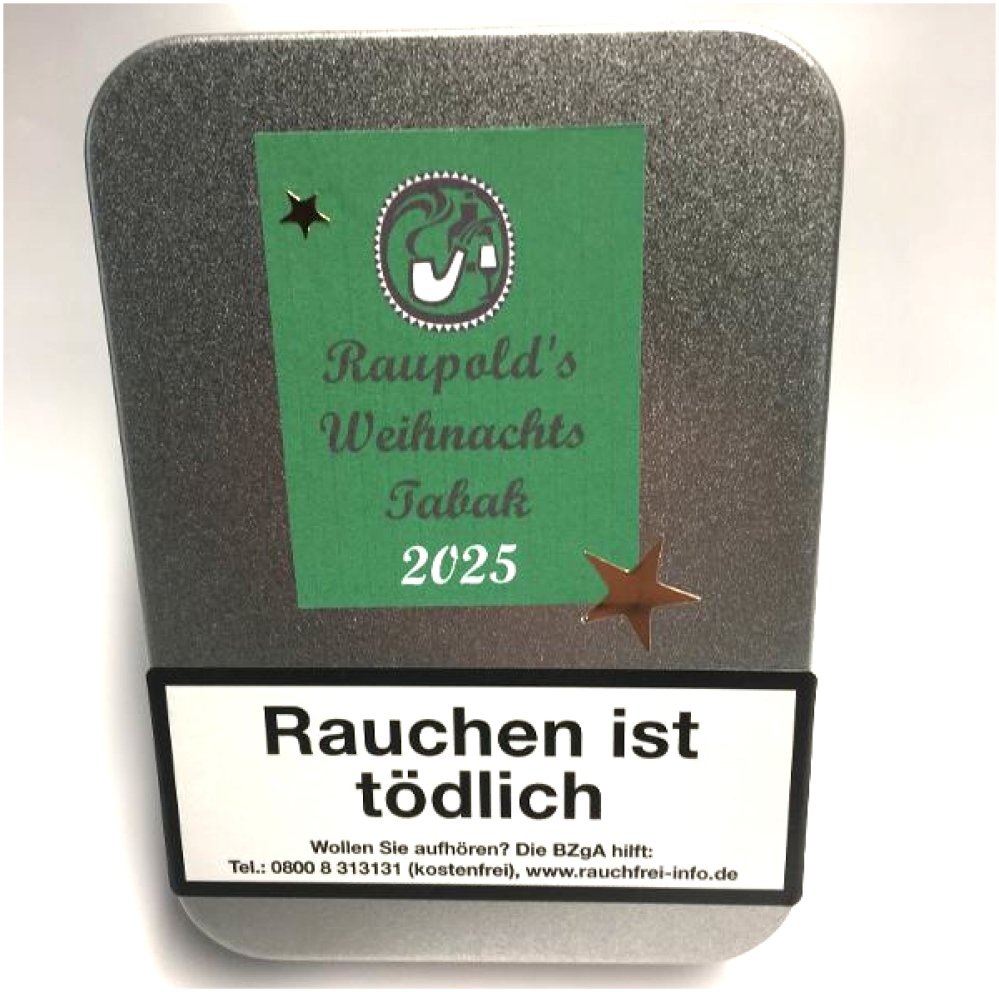 Raupold's
Weihnachts
Tabak
2025
Rauchen ist
tödlich
Wollen Sie aufhören? Die BZgA hilft:
Tel.: 0800 8 313131 (kostenfrei), www.rauchfrei-info.de